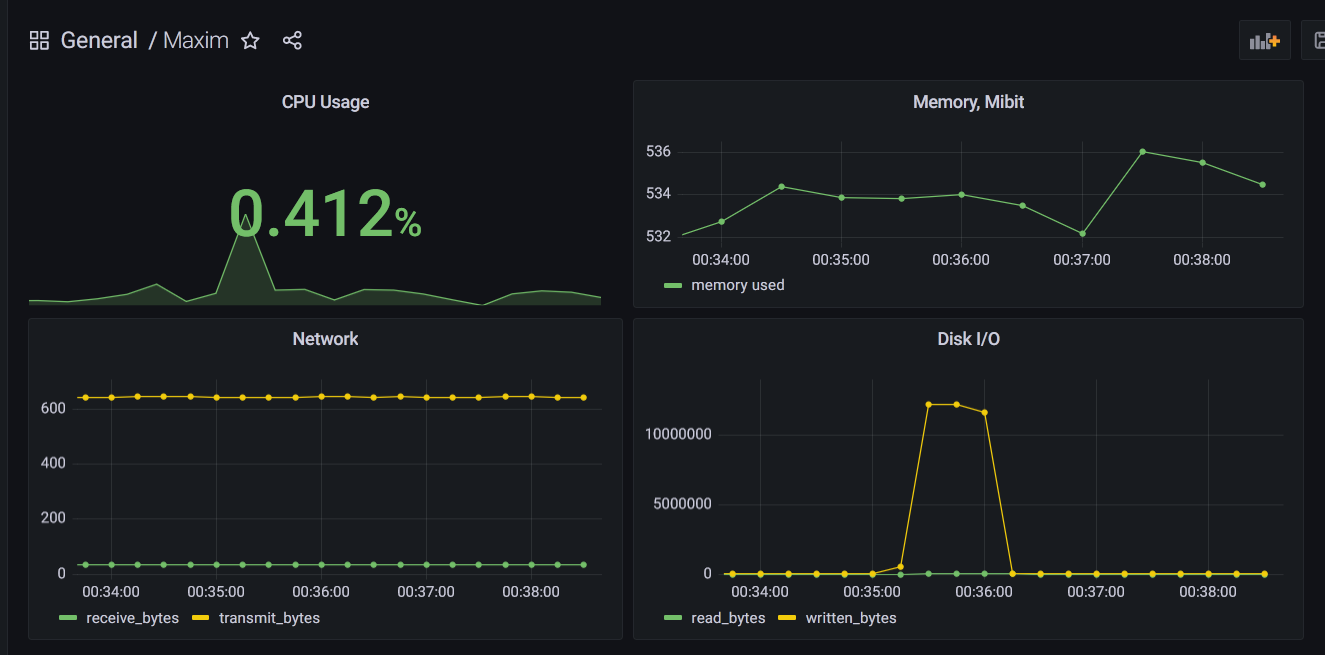 General / Maxim
CPU Usage
0.412%
Memory, Mibit
536
534
532
00:34:00 00:35:00 00:36:00 00:37:00 00:38:00
memory used
Network
600
400
200
0
00:34:00 00:35:00 00:36:00 00:37:00 00:38:00
receive_bytes transmit_bytes
Disk I/O
10000000
5000000
0
00:34:00 00:35:00 00:36:00 00:37:00 00:38:00
read_bytes written_bytes